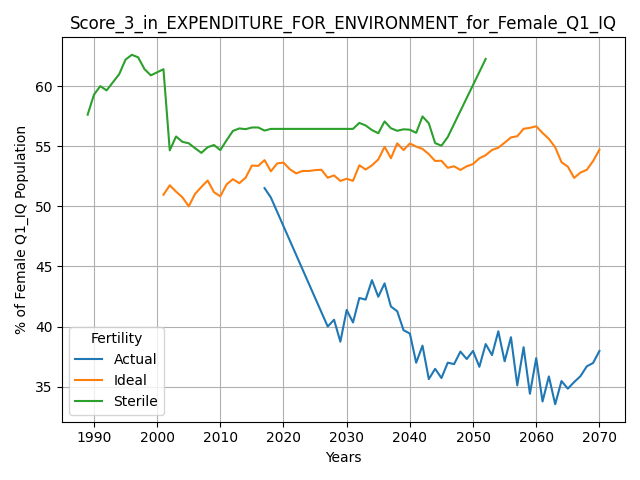 Score_3_in_EXPENDITURE_FOR_ENVIRONMENT_for_Female_Q1_IQ
% of Female Q1_IQ Population
60
55
50
45
40
35
Fertility
Actual
Ideal
Sterile
1990 2000 2010 2020 2030 2040 2050 2060 2070
Years